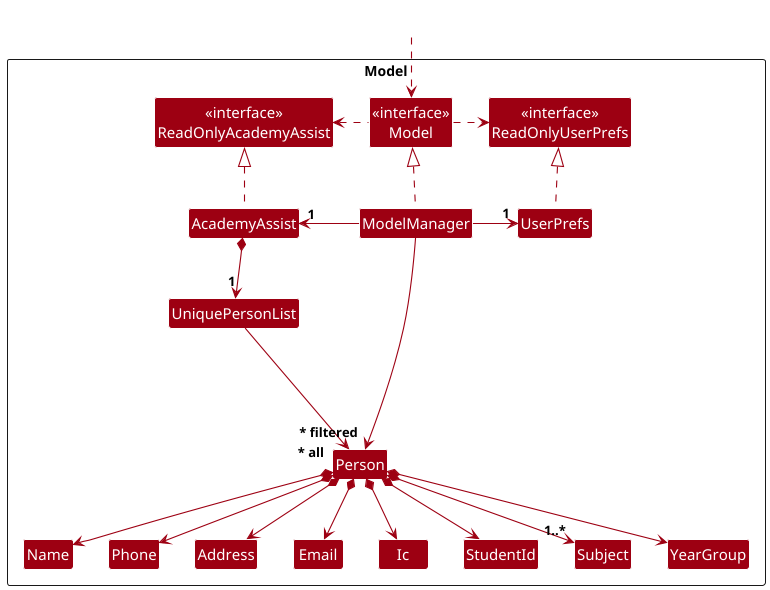 Model
«interface»
ReadOnlyAcademyAssist
«interface»
Model
«interface»
ReadOnlyUserPrefs
AcademyAssist
1
ModelManager
1
UserPrefs
1
UniquePersonList
* filtered
* all
Person
1..*
Name
Phone
Address
Email
Ic
StudentId
Subject
YearGroup